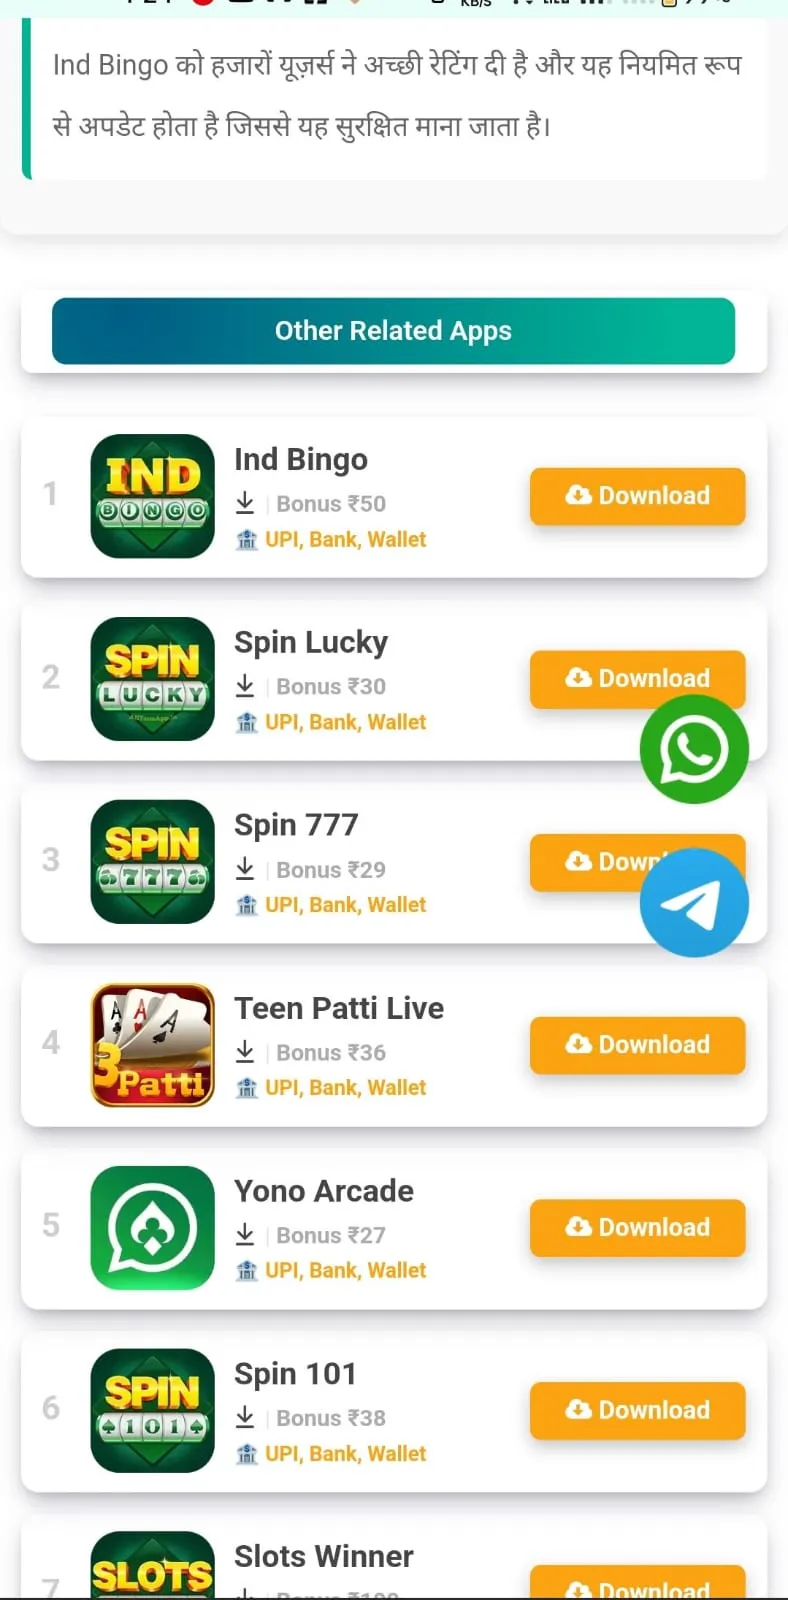 KB/S
Ind Bingo को हजारों यूज़र्स ने अच्छी रेटिंग दी है और यह नियमित रूप
से अपडेट होता है जिससे यह सुरक्षित माना जाता है।
Other Related Apps
1
IND
BINGO
Ind Bingo
Bonus ₹50
UPI, Bank, Wallet
Download
2
SPIN
LUCKY
Spin Lucky
Bonus ₹30
UPI, Bank, Wallet
Download
3
SPIN
777
Spin 777
Bonus ₹29
UPI, Bank, Wallet
4
A A A
3Patti
Teen Patti Live
Bonus ₹36
UPI, Bank, Wallet
Download
5
Yono Arcade
Bonus ₹27
UPI, Bank, Wallet
Download
6
SPIN
101
Spin 101
Bonus ₹38
UPI, Bank, Wallet
Download
7
SLOTS
Slots Winner
Download